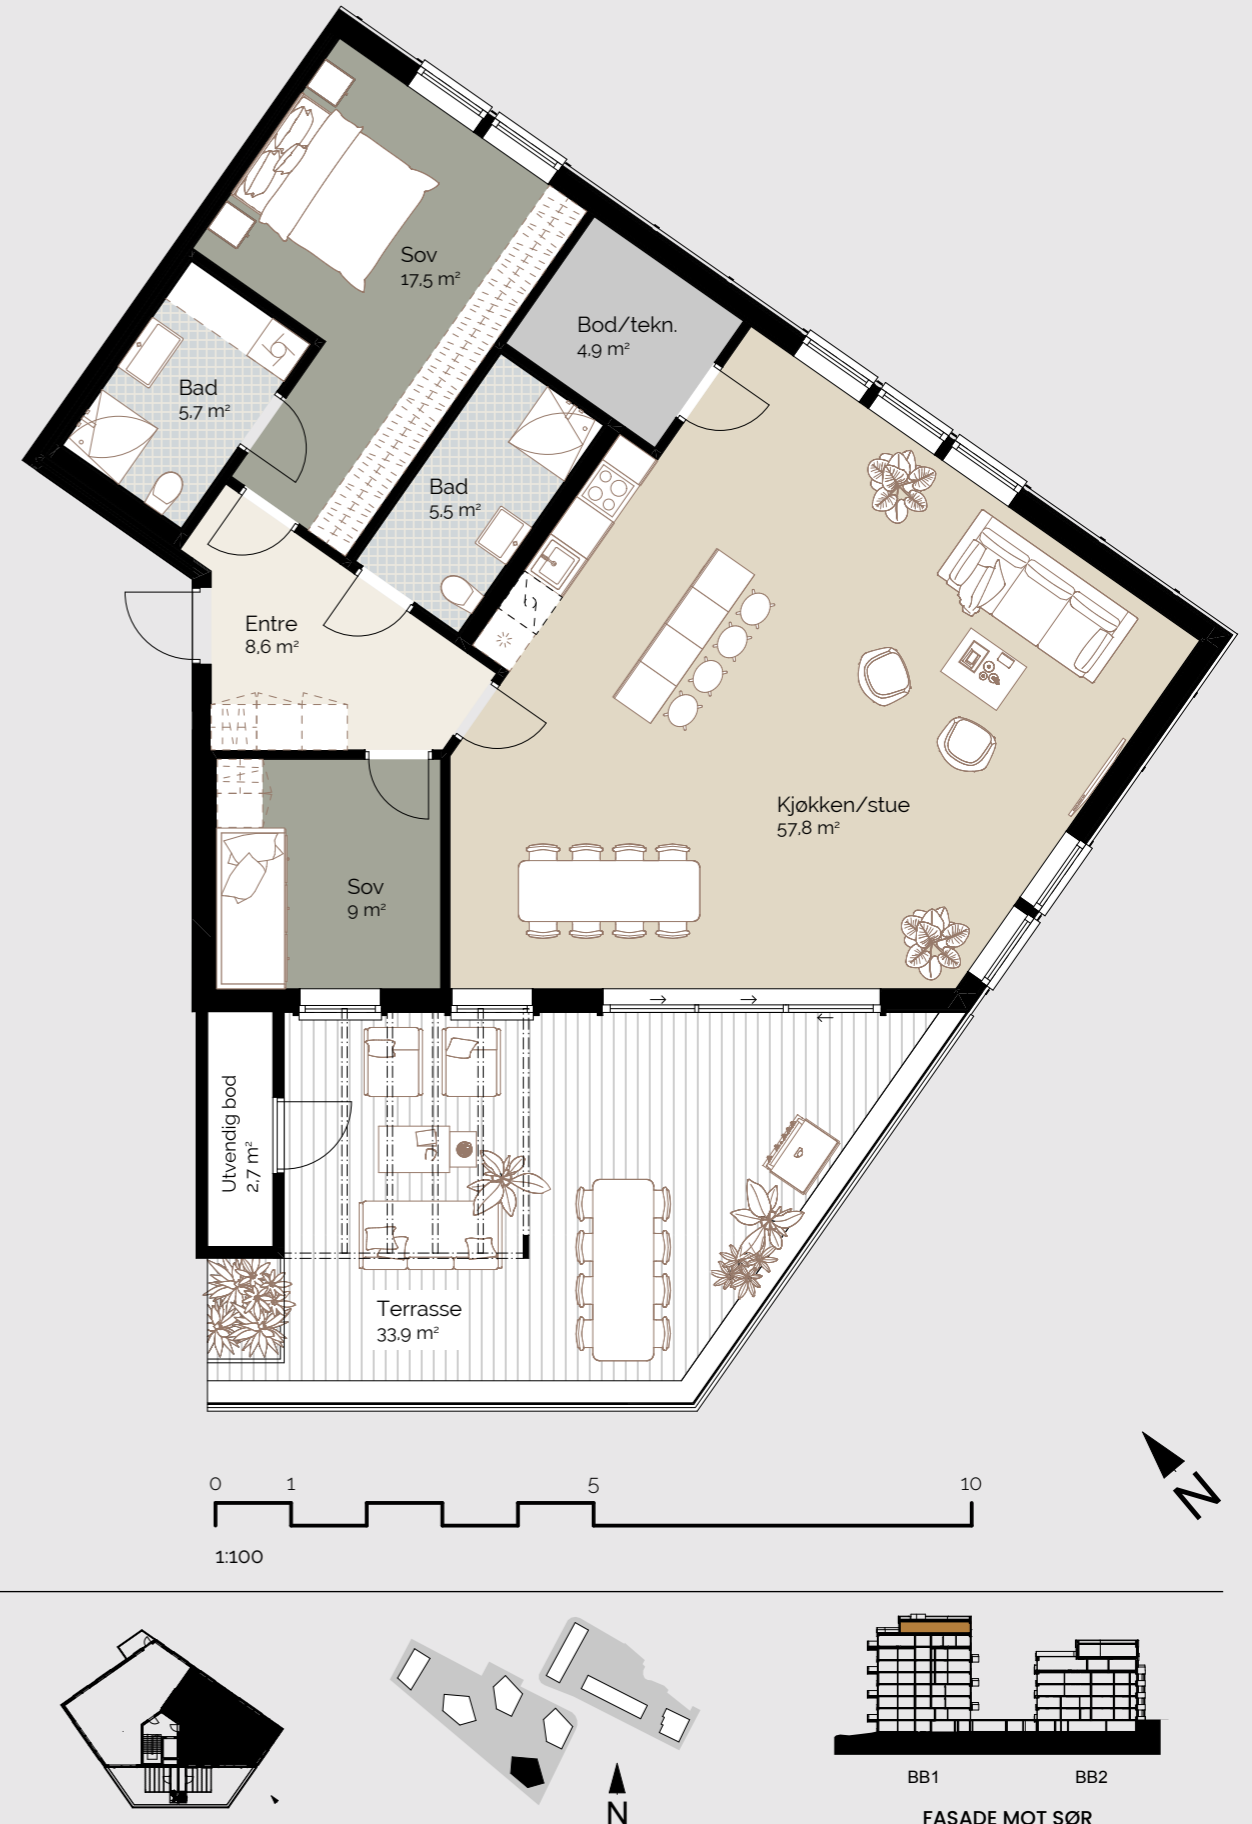 Sov
17,5 m²
Bod/tekn.
4,9 m²
Bad
5,7 m²
Bad
5,5 m²
Entre
8,6 m²
Kjøkken/stue
57,8 m²
Sov
9 m²
Utvendig bod
2,7 m²
Terrasse
33,9 m²
0 1 5 10
1:100
N
N
BB1 BB2
FASADE MOT SØR